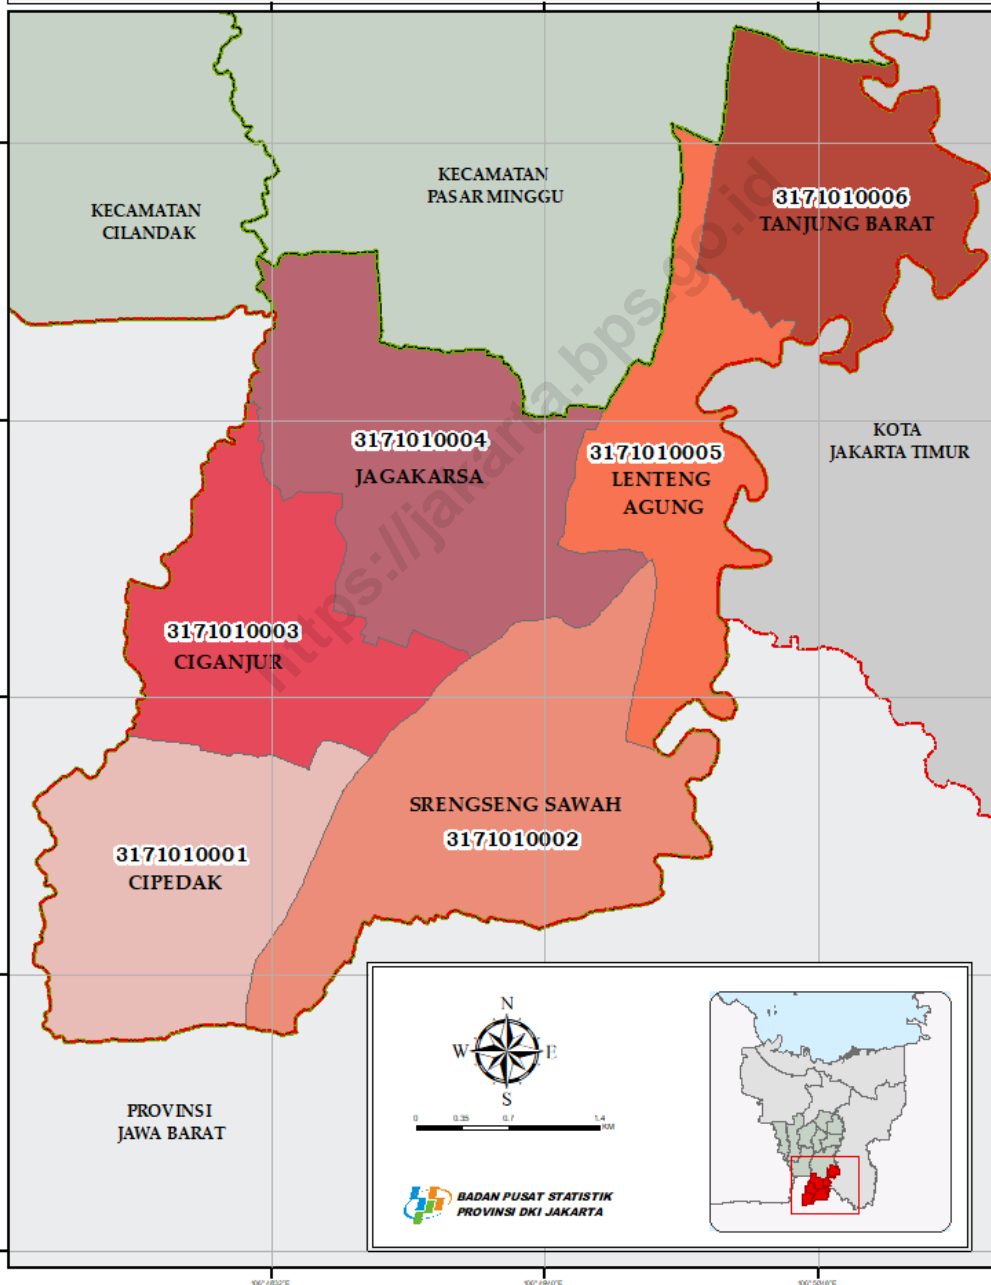 KECAMATAN
PASAR MINGGU
KECAMATAN
CILANDAK
3171010006
TANJUNG BARAT
KOTA
JAKARTA TIMUR
3171010004
JAGAKARSA
3171010005
LENTENG
AGUNG
3171010003
CIGANJUR
SRENGSENG SAWAH
3171010002
3171010001
CIPEDAK
PROVINSI
JAWA BARAT
N
W
E
S
0 0.35 0.7 1.4
KM
BADAN PUSAT STATISTIK
PROVINSI DKI JAKARTA
https://jakarta.bps.go.id